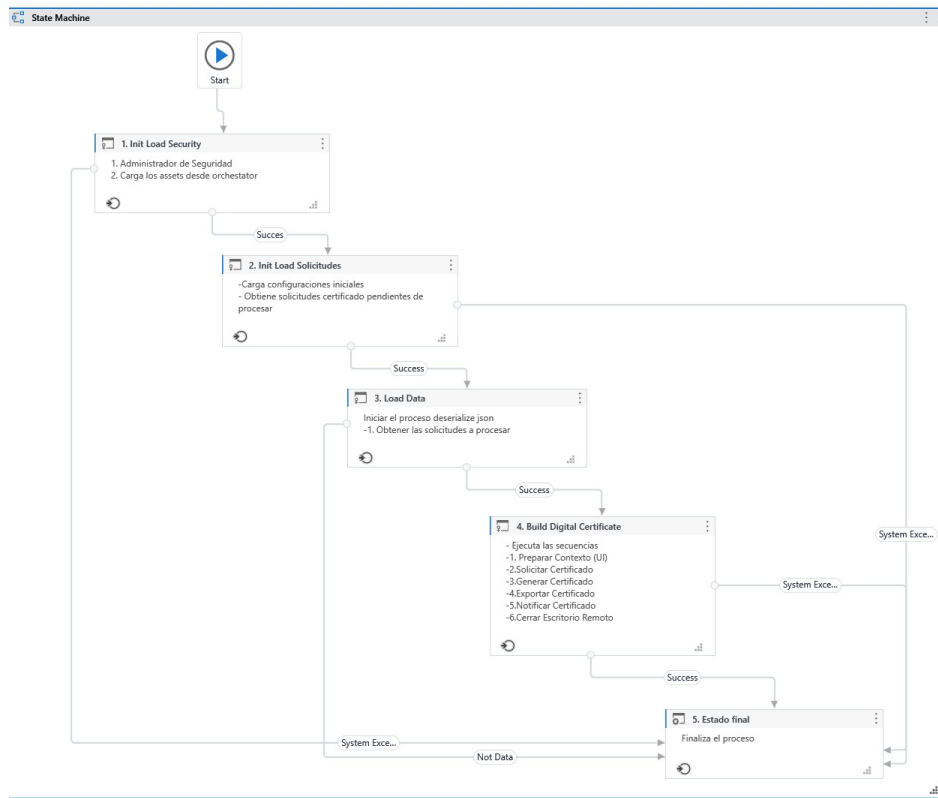 State Machine
Start
1. Init Load Security
1. Administrador de Seguridad
2. Carga los assets desde orchestator
Succes
2. Init Load Solicitudes
-Carga configuraciones iniciales
- Obtiene solicitudes certificado pendientes de
procesar
Success
3. Load Data
Iniciar el proceso deserialize json
-1. Obtener las solicitudes a procesar
Success
4. Build Digital Certificate
- Ejecuta las secuencias
-1. Preparar Contexto (UI)
-2.Solicitar Certificado
-3.Generar Certificado
-4.Exportar Certificado
-5.Notificar Certificado
-6.Cerrar Escritorio Remoto
System Exce...
System Exce...
Success
5. Estado final
Finaliza el proceso
System Exce...
Not Data